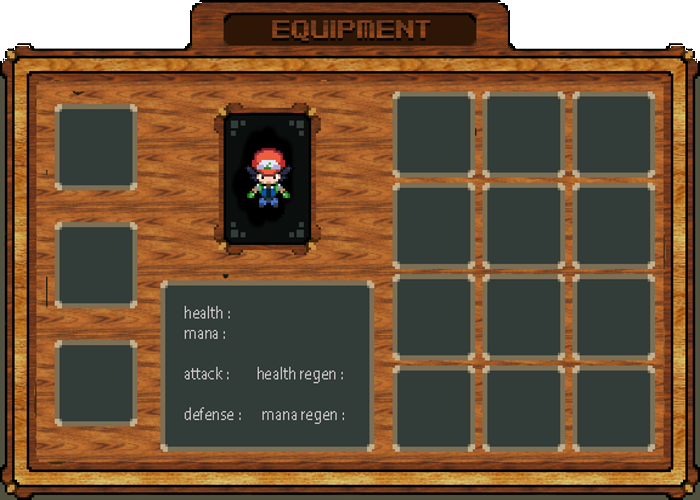 EQUIPMENT
health :
mana :
attack : health regen :
defense : mana regen :